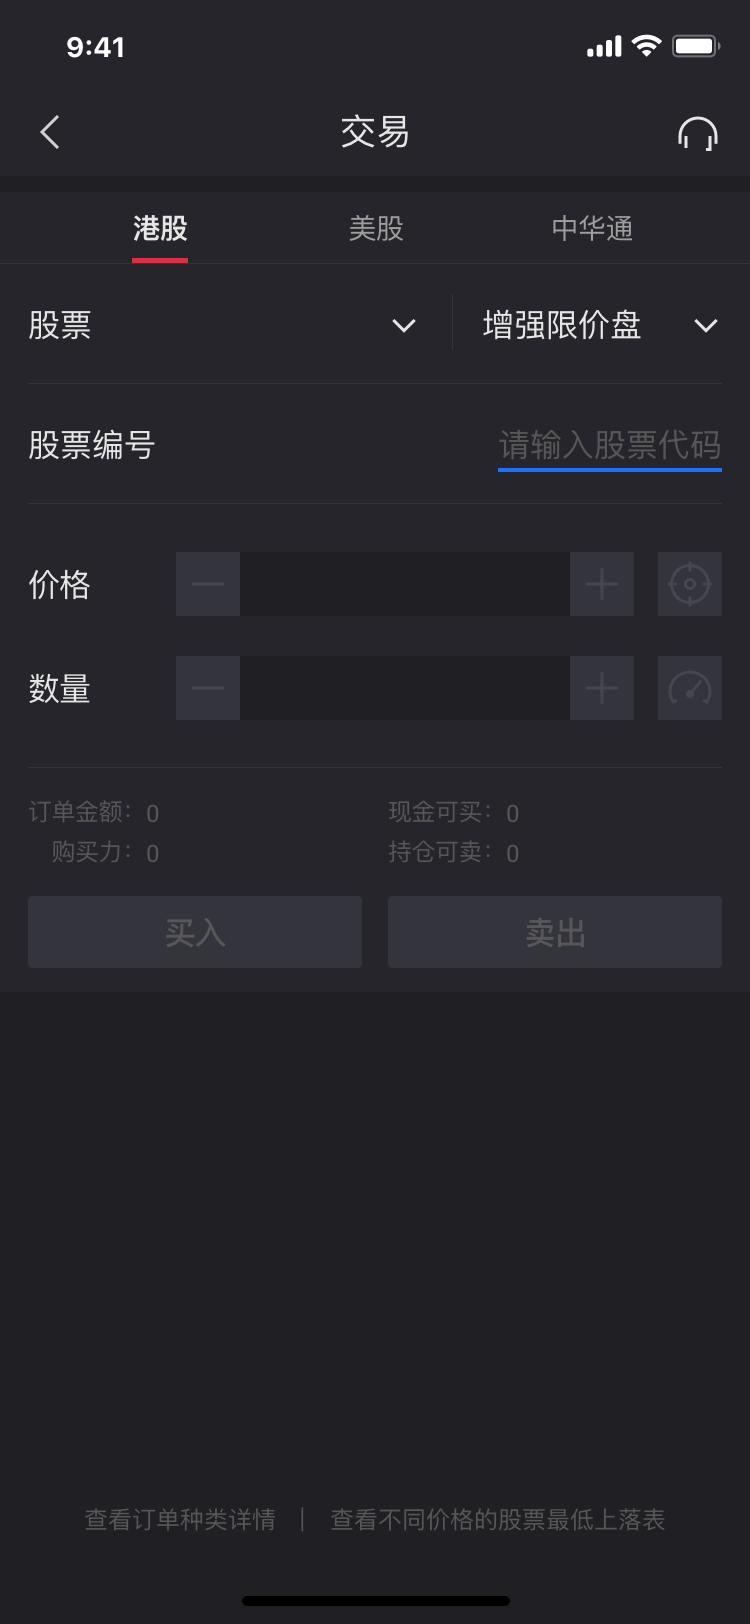 9:41
交易
港股 美股 中华通
股票 增强限价盘
股票编号 请输入股票代码
价格
数量
订单金额：0 现金可买：0
购买力：0 持仓可卖：0
买入 卖出
查看订单种类详情 | 查看不同价格的股票最低上落表